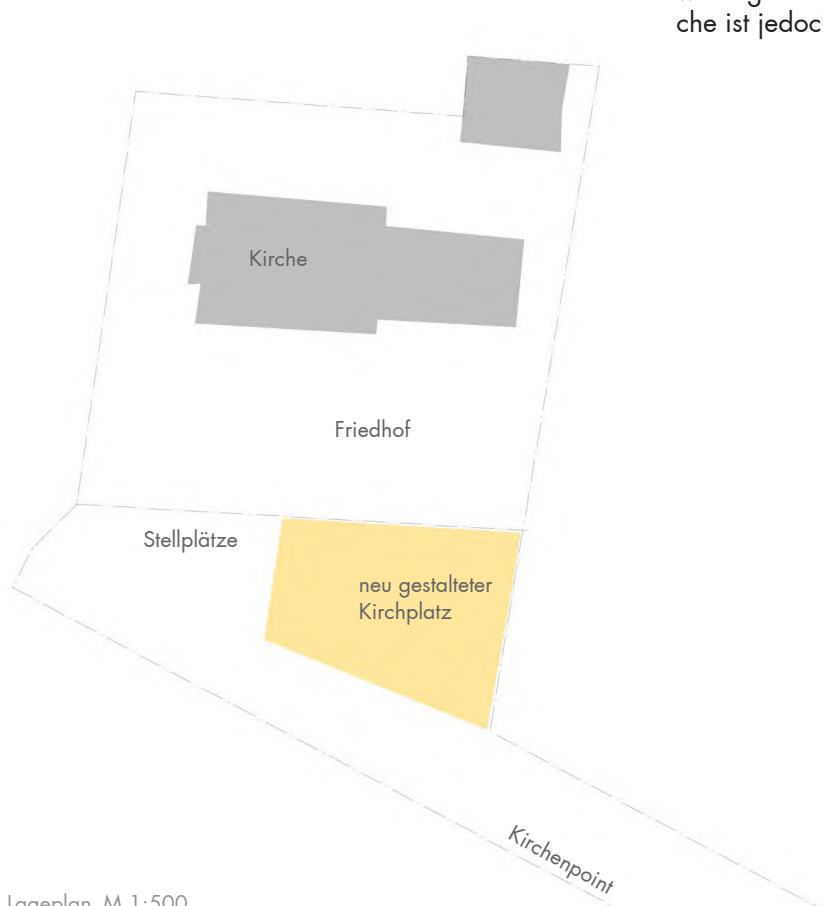 che ist jedoc
Kirche
Friedhof
Stellplätze
neu gestalteter
Kirchplatz
Kirchenpoint
Lageplan M 1:500